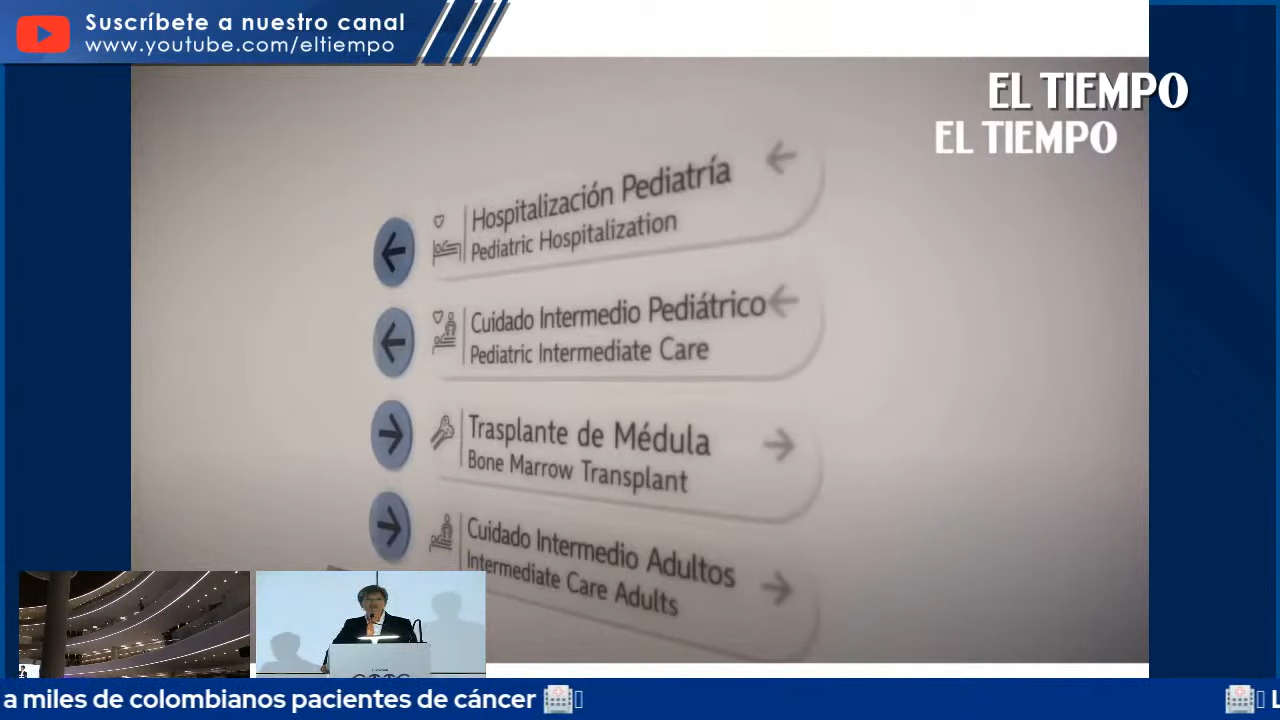 Suscríbete a nuestro canal
www.youtube.com/eltiempo
EL TIEMPO
EL TIEMPO
Hospitalización Pediatría
Pediatric Hospitalization
Cuidado Intermedio Pediátrico
Pediatric Intermediate Care
Trasplante de Médula
Bone Marrow Transplant
Cuidado Intermedio Adultos
Intermediate Care Adults
a miles de colombianos pacientes de cáncer